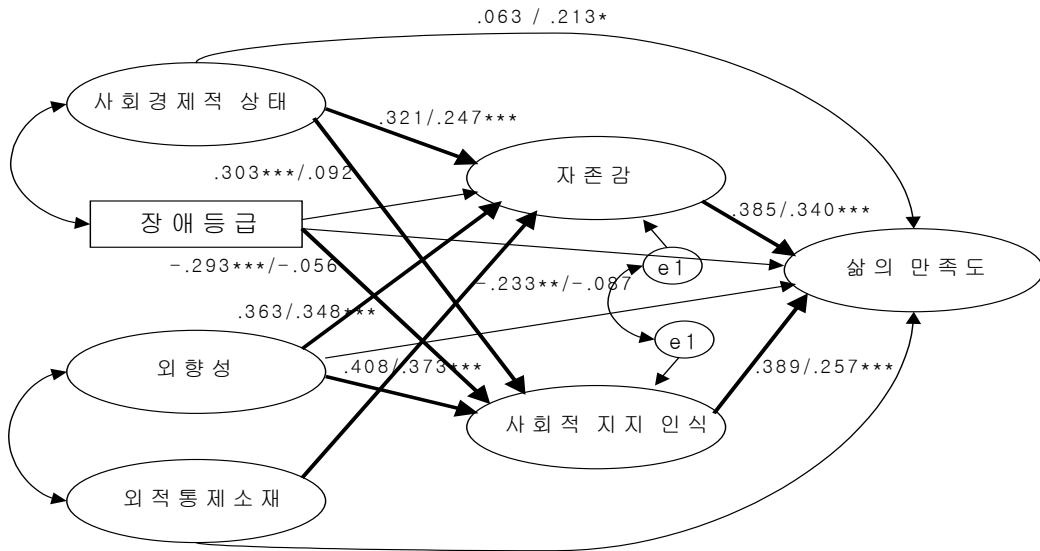 .063 / .213*
사회경제적 상태
.321/.247***
.303***/.092
자존감
장애등급
.385/.340***
-.293***/-.056
e1
삶의 만족도
-.233**/-.087
.363/.348***
e1
외향성
.408/.373***
.389/.257***
사회적 지지 인식
외적통제소재